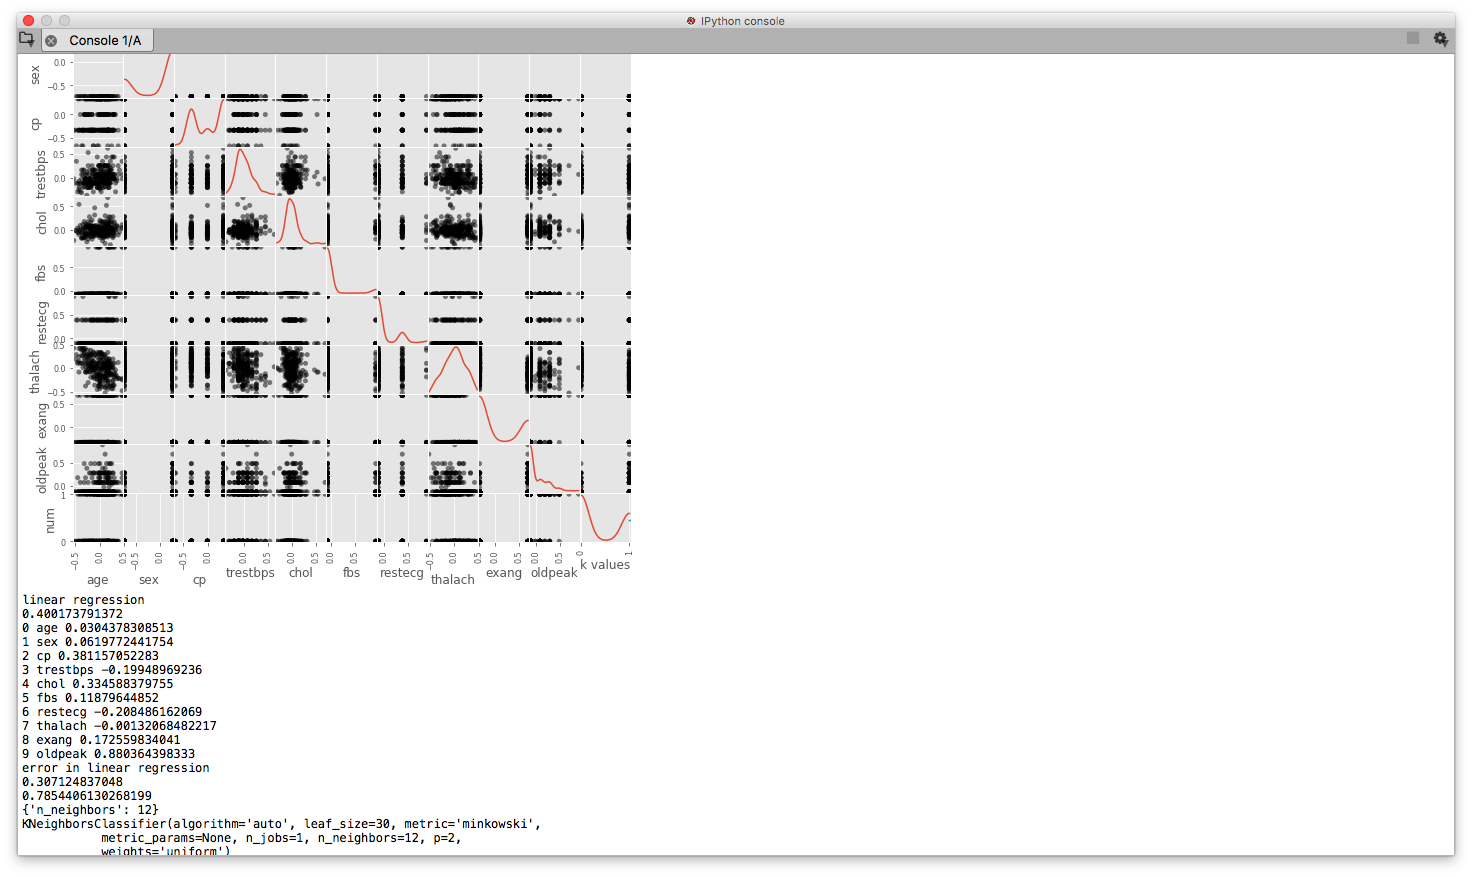 IPython console
Console 1/A
sex
0.0
−0.5
cp
0.0
−0.5
trestbps
0.5
0.0
chol
0.5
0.0
fbs
0.5
0.0
restecg
0.5
0.0
thalach
0.5
0.0
−0.5
exang
0.5
0.0
oldpeak
0.5
0.0
num
1
0
−0.5 0.0 0.5 −0.5 0.0 −0.5 0.0 0.0 0.5 0.0 0.5 0.0 0.5 0.0 0.5 −0.5 0.0 0.5 0.0 0.5 0.0 0.5 0 1
age sex cp trestbps chol fbs restecg thalach exang oldpeak k values
linear regression
0.400173791372
0 age 0.0304378308513
1 sex 0.0619772441754
2 cp 0.381157052283
3 trestbps -0.19948969236
4 chol 0.334588379755
5 fbs 0.11879644852
6 restecg -0.208486162069
7 thalach -0.00132068482217
8 exang 0.172559834041
9 oldpeak 0.880364398333
error in linear regression
0.307124837048
0.7854406130268199
{'n_neighbors': 12}
KNeighborsClassifier(algorithm='auto', leaf_size=30, metric='minkowski',
metric_params=None, n_jobs=1, n_neighbors=12, p=2,
weights='uniform')